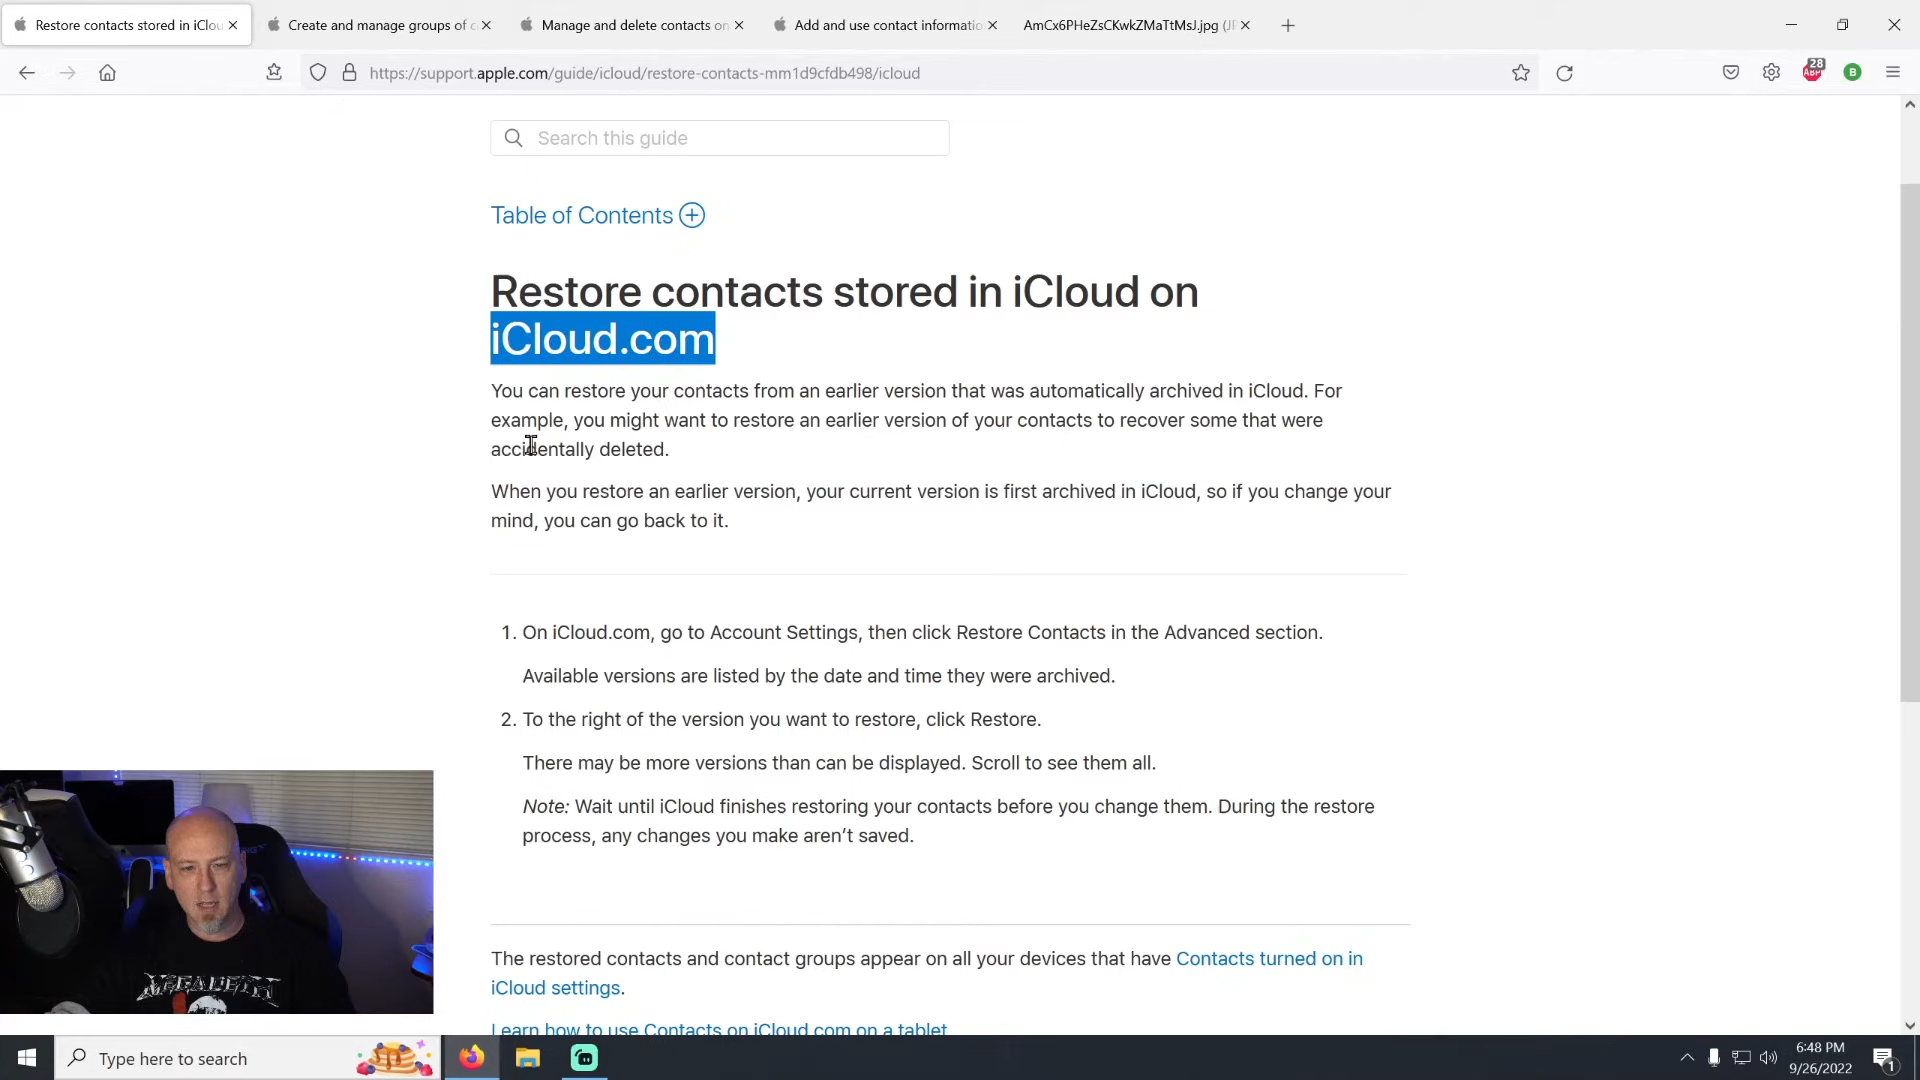 Restore contacts stored in iClou
Create and manage groups of c
Manage and delete contacts on
Add and use contact informatio
AmCx6PHeZsCKwkZMaTtMsJ.jpg (JP
https://support.apple.com/guide/icloud/restore-contacts-mm1d9cfdb498/icloud
28
ABP
B
Search this guide
Table of Contents
Restore contacts stored in iCloud on
iCloud.com
You can restore your contacts from an earlier version that was automatically archived in iCloud. For
example, you might want to restore an earlier version of your contacts to recover some that were
accidentally deleted.
When you restore an earlier version, your current version is first archived in iCloud, so if you change your
mind, you can go back to it.
1. On iCloud.com, go to Account Settings, then click Restore Contacts in the Advanced section.
Available versions are listed by the date and time they were archived.
2. To the right of the version you want to restore, click Restore.
There may be more versions than can be displayed. Scroll to see them all.
Note: Wait until iCloud finishes restoring your contacts before you change them. During the restore
process, any changes you make aren’t saved.
MEGADETH
The restored contacts and contact groups appear on all your devices that have Contacts turned on in
iCloud settings.
Learn how to use Contacts on iCloud.com on a tablet
Type here to search
6:48 PM
9/26/2022
1